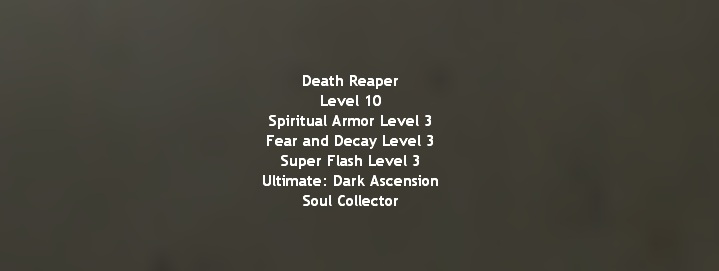 Death Reaper
Level 10
Spiritual Armor Level 3
Fear and Decay Level 3
Super Flash Level 3
Ultimate: Dark Ascension
Soul Collector